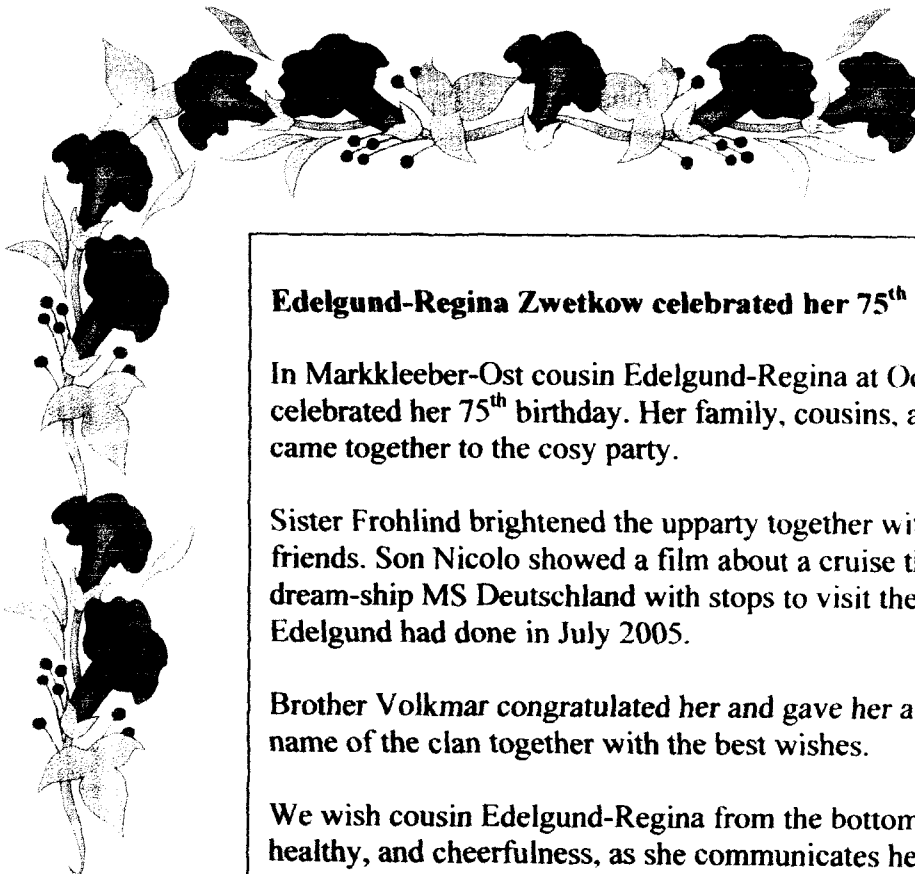 Edelgund-Regina Zwetkow celebrated her 75th
In Markkleeber-Ost cousin Edelgund-Regina at
celebrated her 75th birthday. Her family, cousins,
came together to the cosy party.
Sister Frohlind brightened the upparty together
friends. Son Nicolo showed a film about a cruise
dream-ship MS Deutschland with stops to visit the
Edelgund had done in July 2005.
Brother Volkmar congratulated her and gave her a
name of the clan together with the best wishes.
We wish cousin Edelgund-Regina from the bottom
healthy, and cheerfulness, as she communicates